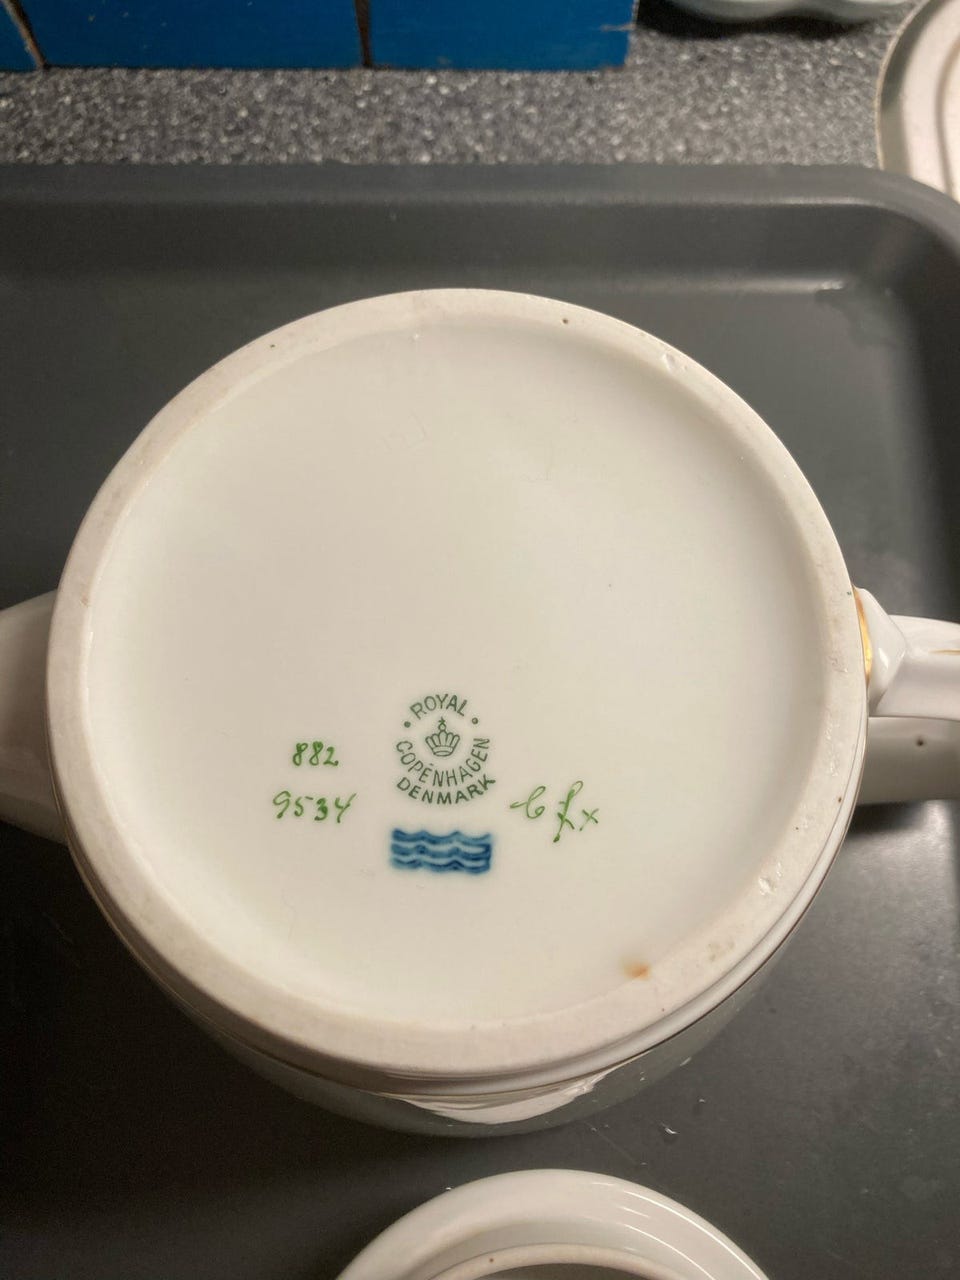 ROYAL
COPENHAGEN
DENMARK
882
9534